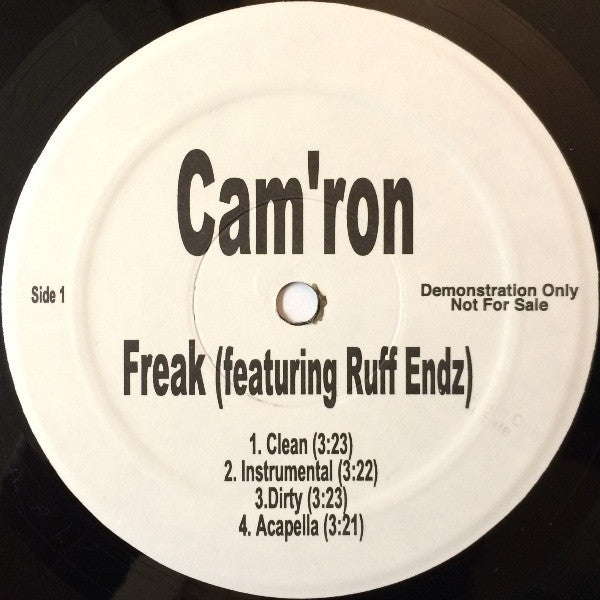 Cam'ron
Side 1
Demonstration Only
Not For Sale
Freak (featuring Ruff Endz)
1. Clean (3:23)
2. Instrumental (3:22)
3.Dirty (3:23)
4. Acapella (3:21)